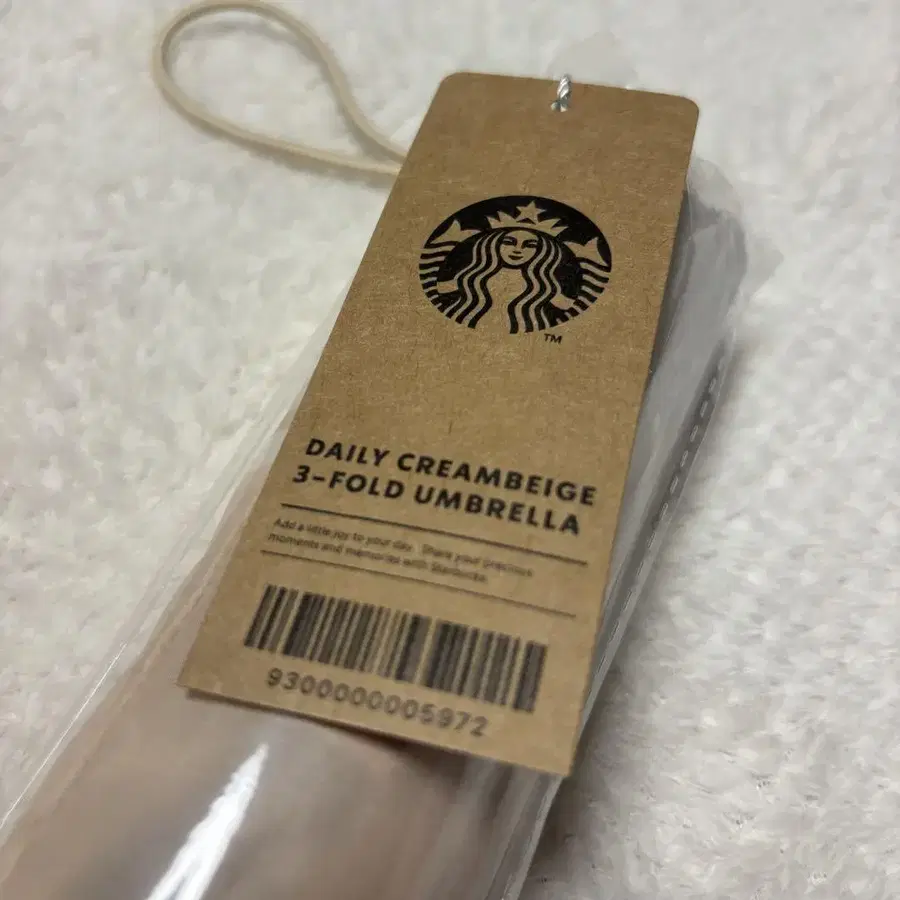 TM
DAILY CREAMBEIGE
3-FOLD UMBRELLA
Add a little joy to your day. Share your precious
moments and memories with Starbucks.
9300000005972